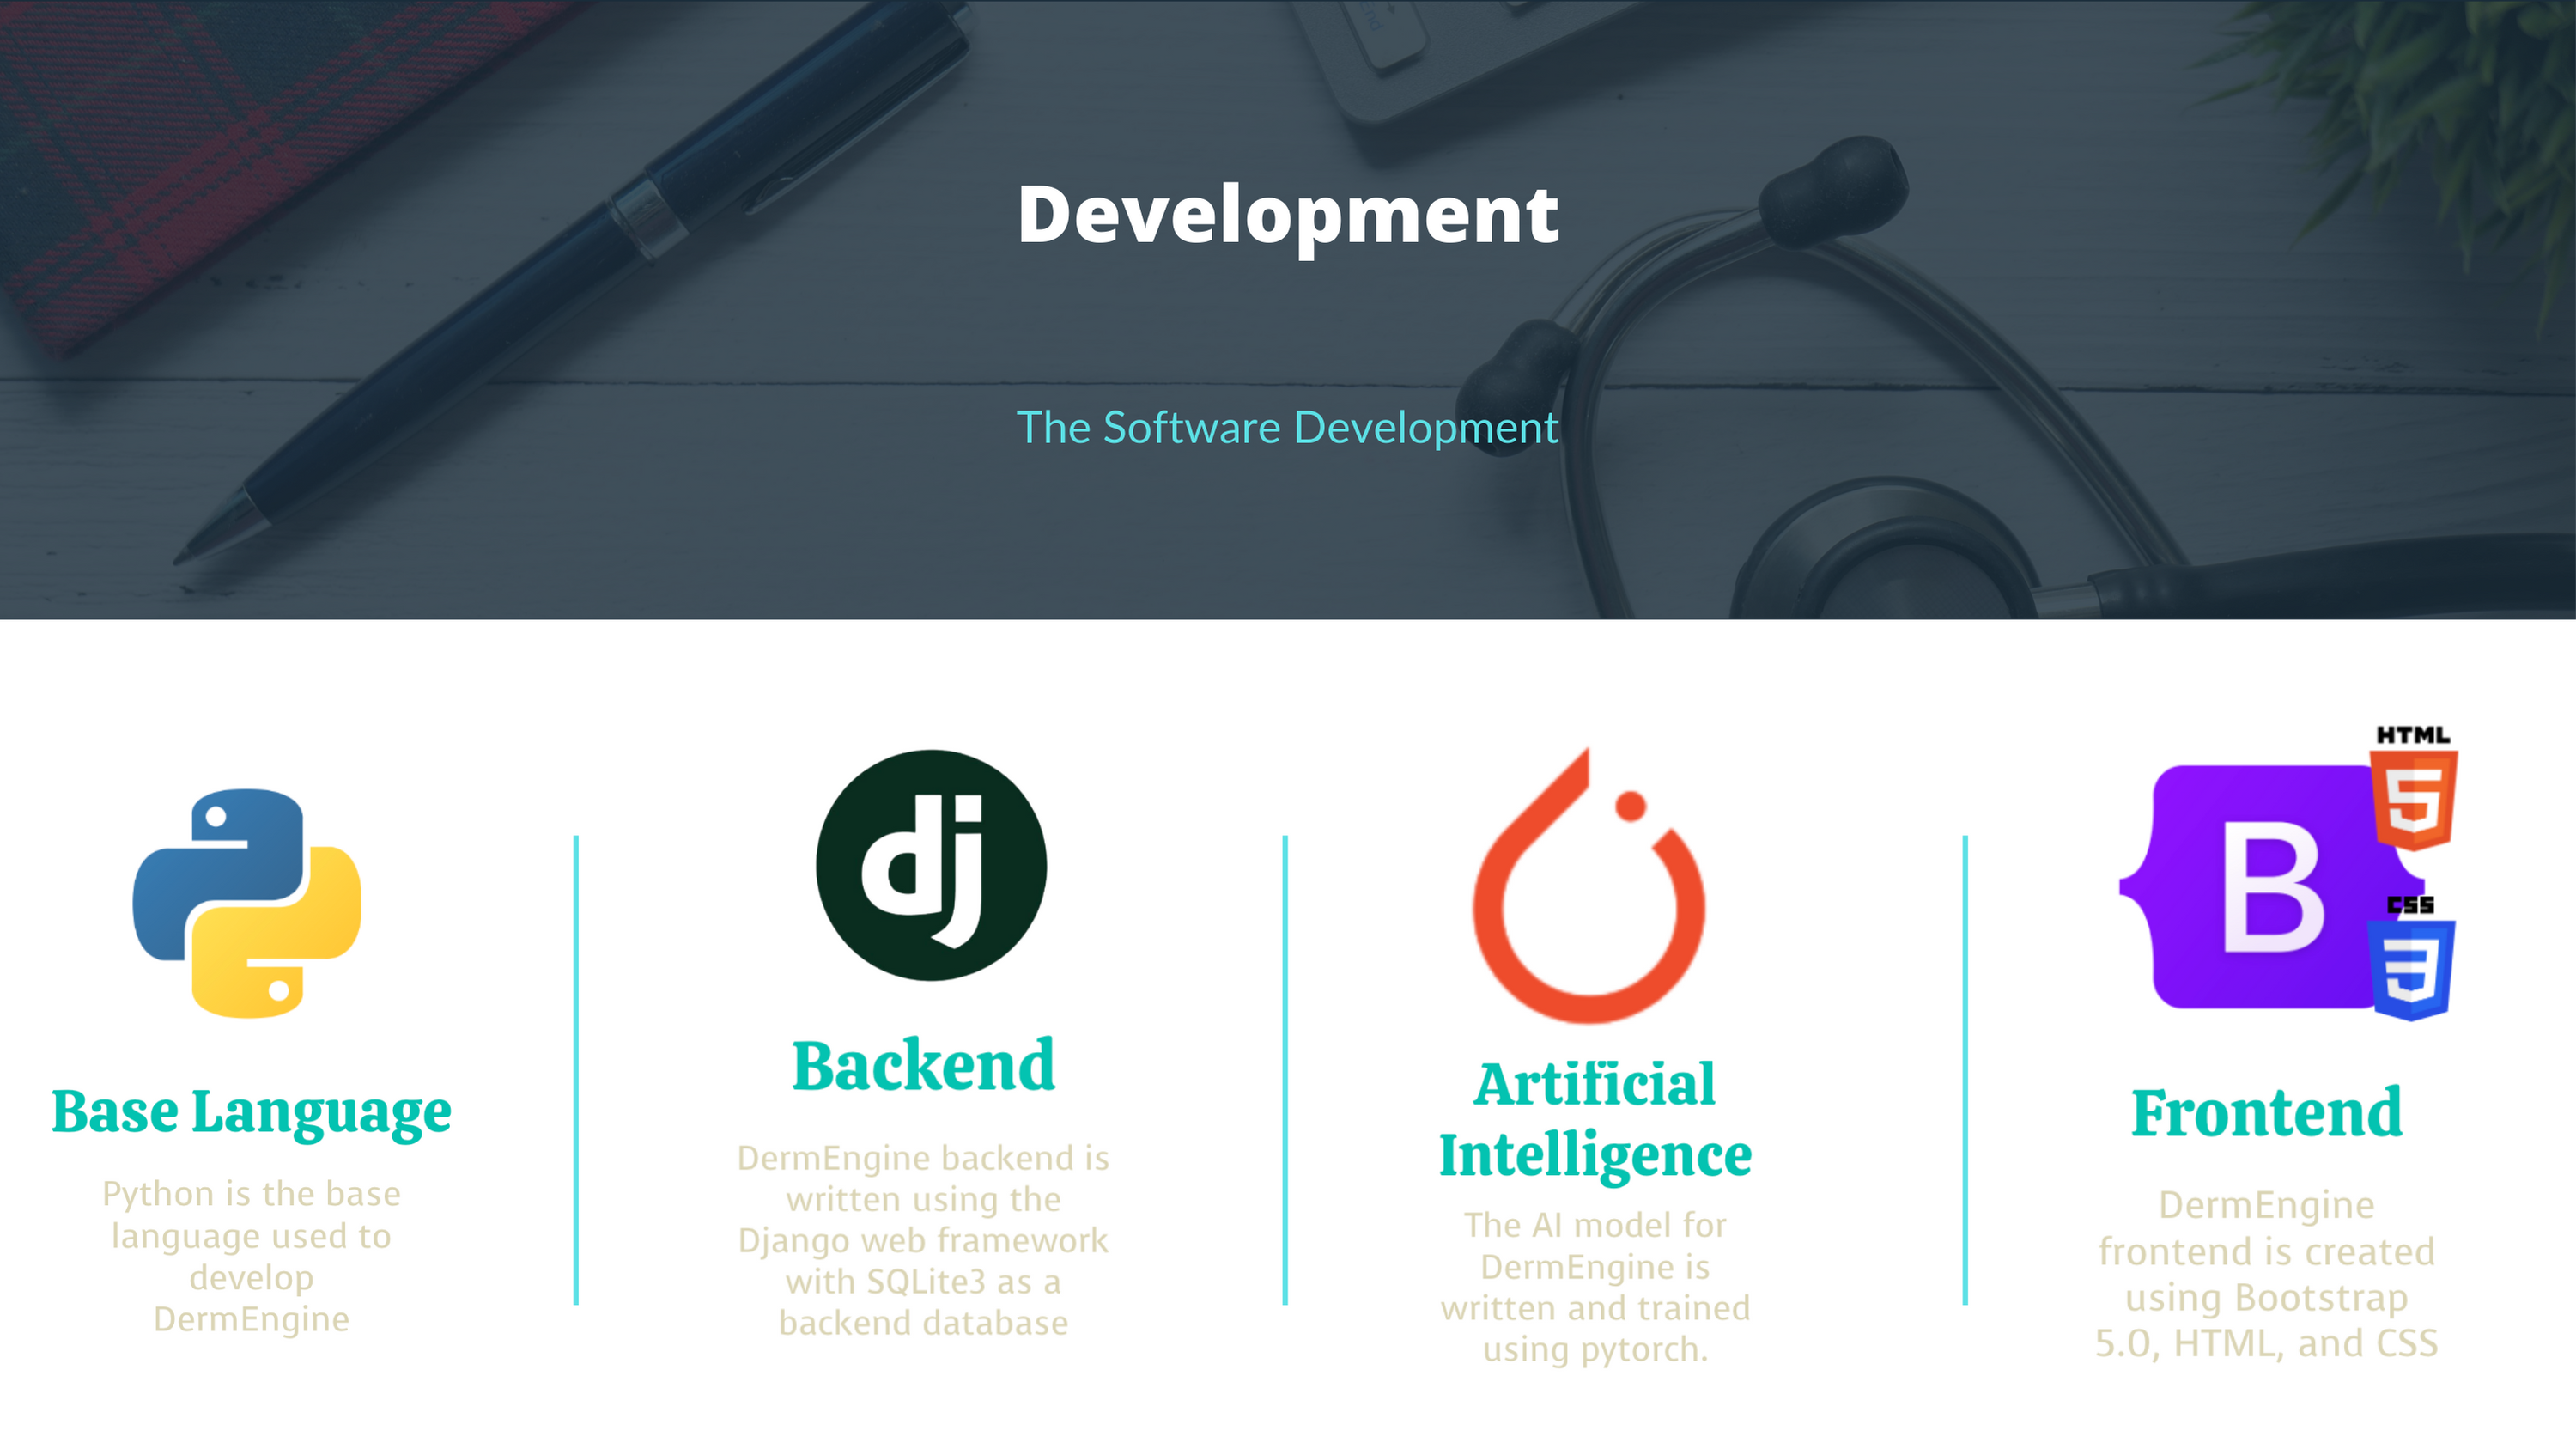 Development
The Software Development
Base Language
Python is the base
language used to
develop
DermEngine
Backend
DermEngine backend is
written using the
Django web framework
with SQLite3 as a
backend database
Artificial
Intelligence
The AI model for
DermEngine is
written and trained
using pytorch.
HTML
5
B
CSS
3
Frontend
DermEngine
frontend is created
using Bootstrap
5.0, HTML, and CSS
dj
end